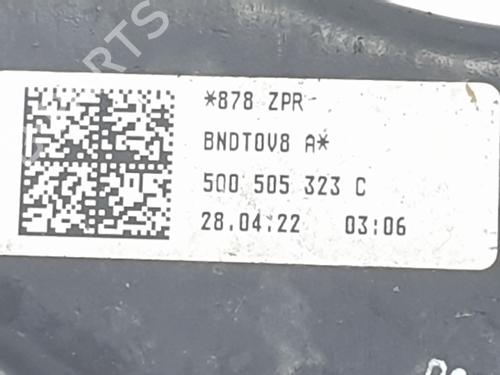 *878 ZPR
BNDT0V8 A*
5Q0 505 323 C
28.04.22 03:06